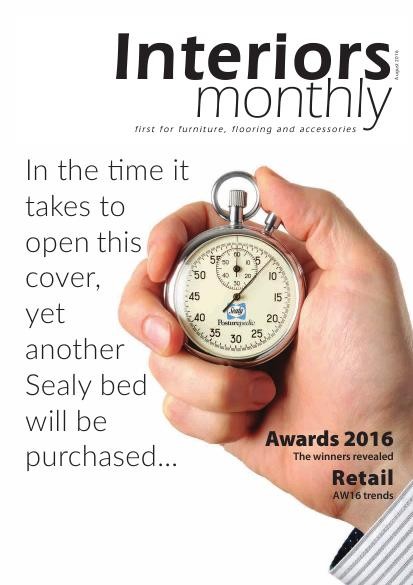 Interiors
monthly
August 2016
first for furniture, flooring and accessories
In the time it
takes to
open this
cover,
yet
another
Sealy bed
will be
purchased...
60
5
10
15
20
25
30
35
40
45
50
55
Sealy
Posturepedic
Awards 2016
The winners revealed
Retail
AW16 trends